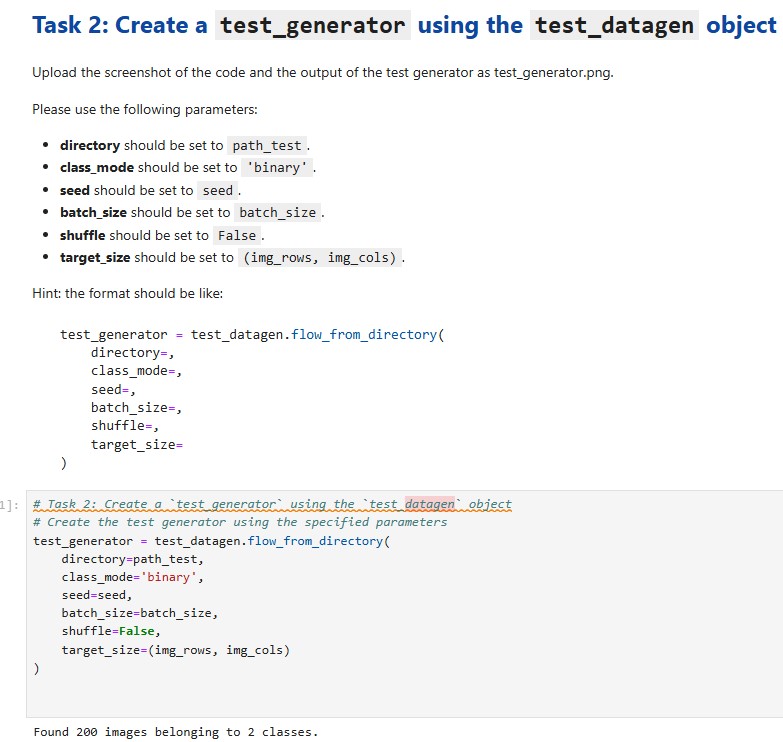 Task 2: Create a test_generator using the test_datagen object
Upload the screenshot of the code and the output of the test generator as test_generator.png.
Please use the following parameters:
• directory should be set to path_test .
• class_mode should be set to 'binary' .
• seed should be set to seed .
• batch_size should be set to batch_size .
• shuffle should be set to False .
• target_size should be set to (img_rows, img_cols) .
Hint: the format should be like:
test_generator = test_datagen.flow_from_directory(
    directory=,
    class_mode=,
    seed=,
    batch_size=,
    shuffle=,
    target_size=
)
1]: # Task 2: Create a `test_generator` using the `test_datagen` object
# Create the test generator using the specified parameters
test_generator = test_datagen.flow_from_directory(
    directory=path_test,
    class_mode='binary',
    seed=seed,
    batch_size=batch_size,
    shuffle=False,
    target_size=(img_rows, img_cols)
)
Found 200 images belonging to 2 classes.